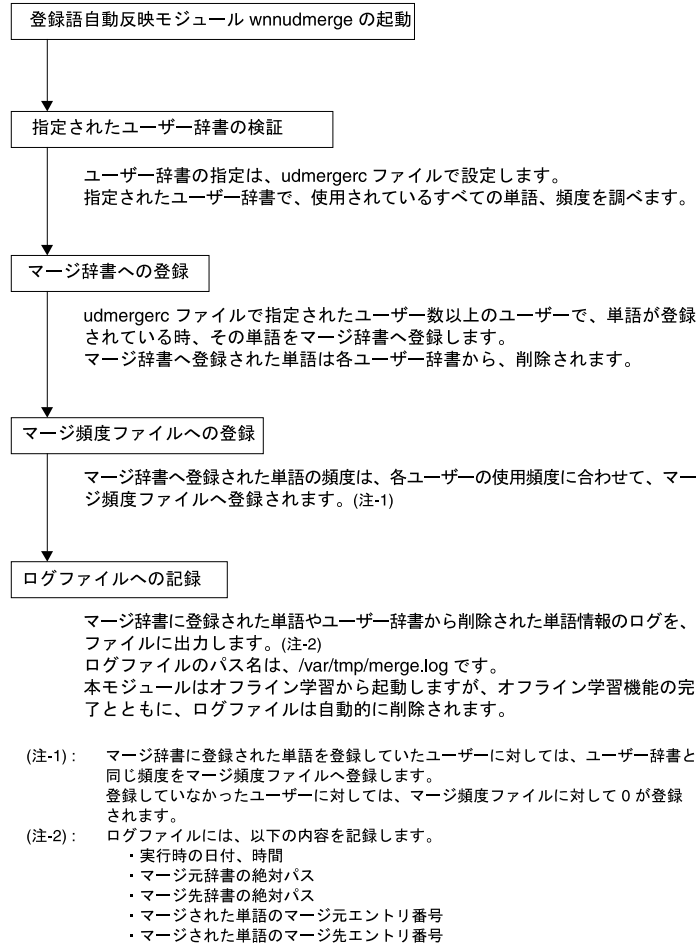 登録語自動反映モジュール wnnudmerge の起動
指定されたユーザー辞書の検証
ユーザー辞書の指定は、udmergerc ファイルで設定します。
指定されたユーザー辞書で、使用されているすべての単語、頻度を調べます。
マージ辞書への登録
udmergerc ファイルで指定されたユーザー数以上のユーザーで、単語が登録
されている時、その単語をマージ辞書へ登録します。
マージ辞書へ登録された単語は各ユーザー辞書から、削除されます。
マージ頻度ファイルへの登録
マージ辞書へ登録された単語の頻度は、各ユーザーの使用頻度に合わせて、マー
ジ頻度ファイルへ登録されます。(注-1)
ログファイルへの記録
マージ辞書に登録された単語やユーザー辞書から削除された単語情報のログを、
ファイルに出力します。(注-2)
ログファイルのパス名は、/var/tmp/merge.log です。
本モジュールはオフライン学習から起動しますが、オフライン学習機能の完
了とともに、ログファイルは自動的に削除されます。
(注-1) : マージ辞書に登録された単語を登録していたユーザーに対しては、ユーザー辞書と
同じ頻度をマージ頻度ファイルへ登録します。
登録していなかったユーザーに対しては、マージ頻度ファイルに対して 0 が登録
されます。
(注-2) : ログファイルには、以下の内容を記録します。
・実行時の日付、時間
・マージ元辞書の絶対パス
・マージ先辞書の絶対パス
・マージされた単語のマージ元エントリ番号
・マージされた単語のマージ先エントリ番号